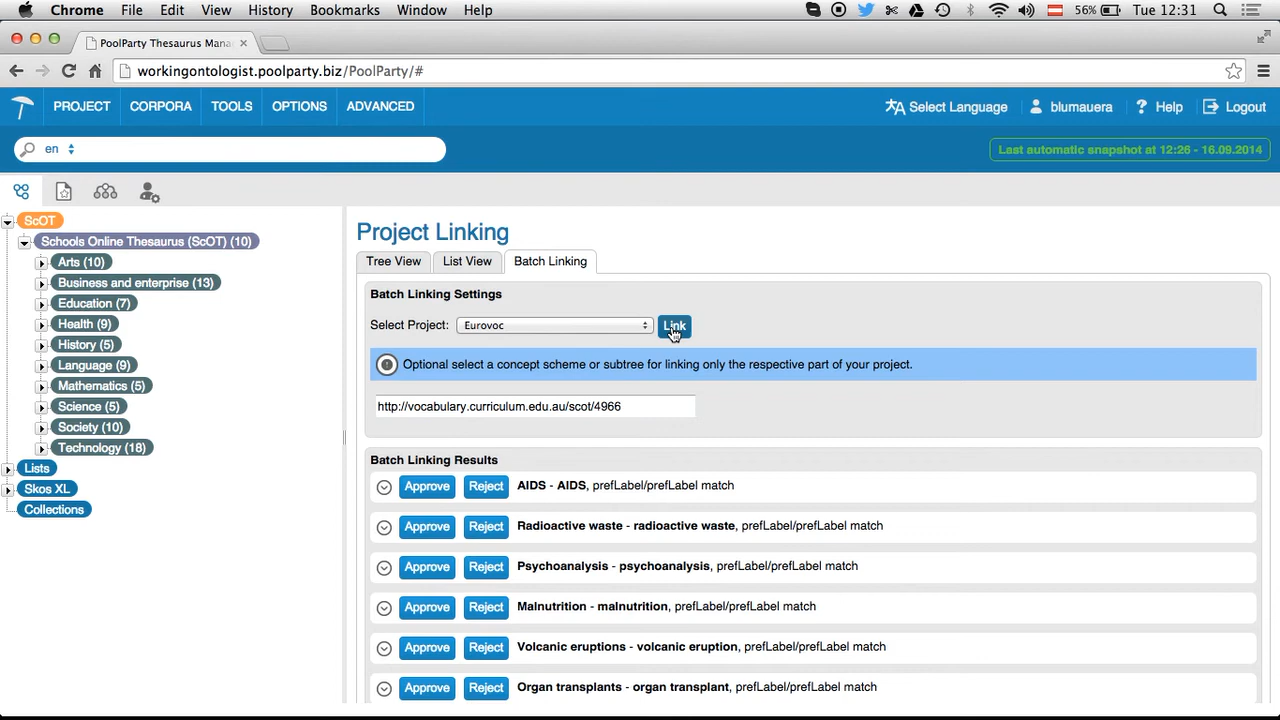 Chrome File Edit View History Bookmarks Window Help 56% Tue 12:31
PoolParty Thesaurus Mana
workingontologist.poolparty.biz/PoolParty/#
PROJECT CORPORA TOOLS OPTIONS ADVANCED Select Language blumauera ? Help Logout
en Last automatic snapshot at 12:26 - 16.09.2014
ScOT
Schools Online Thesaurus (ScOT) (10)
Arts (10)
Business and enterprise (13)
Education (7)
Health (9)
History (5)
Language (9)
Mathematics (5)
Science (5)
Society (10)
Technology (18)
Lists
Skos XL
Collections
Project Linking
Tree View List View Batch Linking
Batch Linking Settings
Select Project: Eurovoc Link
Optional select a concept scheme or subtree for linking only the respective part of your project.
http://vocabulary.curriculum.edu.au/scot/4966
Batch Linking Results
Approve Reject AIDS - AIDS, prefLabel/prefLabel match
Approve Reject Radioactive waste - radioactive waste, prefLabel/prefLabel match
Approve Reject Psychoanalysis - psychoanalysis, prefLabel/prefLabel match
Approve Reject Malnutrition - malnutrition, prefLabel/prefLabel match
Approve Reject Volcanic eruptions - volcanic eruption, prefLabel/prefLabel match
Approve Reject Organ transplants - organ transplant, prefLabel/prefLabel match